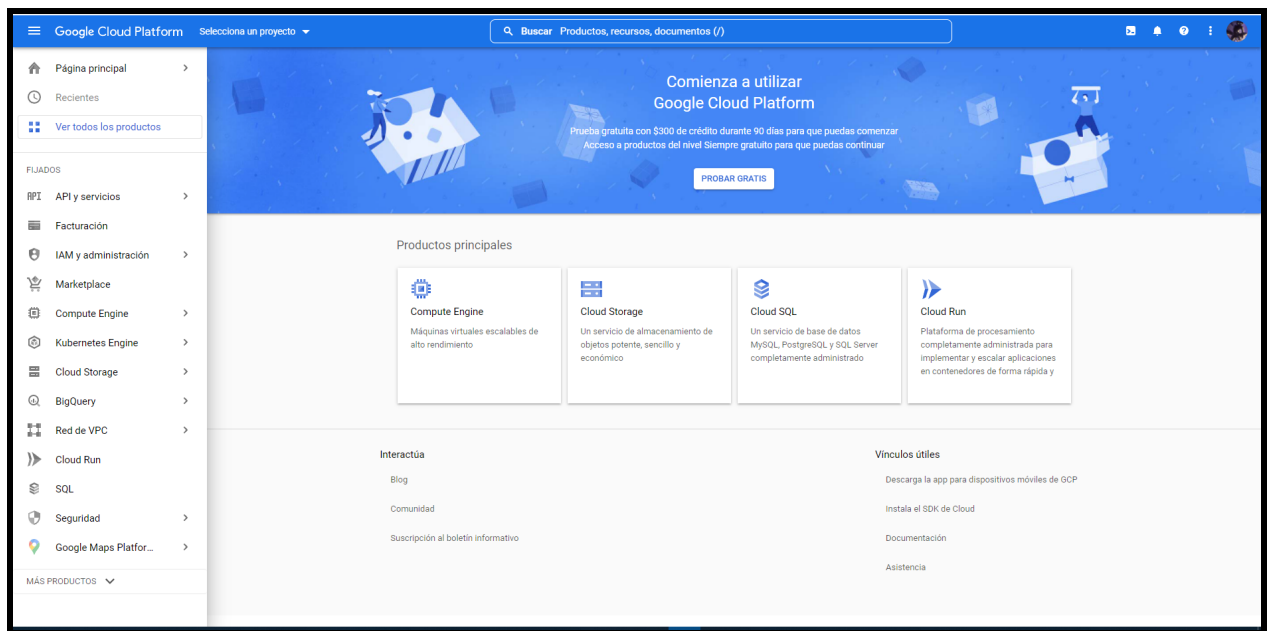 Google Cloud Platform
Selecciona un proyecto
Buscar Productos, recursos, documentos (/)
Página principal
Recientes
Ver todos los productos
FIJADOS
API API y servicios
Facturación
IAM y administración
Marketplace
Compute Engine
Kubernetes Engine
Cloud Storage
BigQuery
Red de VPC
Cloud Run
SQL
Seguridad
Google Maps Platfor...
MÁS PRODUCTOS
Comienza a utilizar
Google Cloud Platform
Prueba gratuita con $300 de crédito durante 90 días para que puedas comenzar
Acceso a productos del nivel Siempre gratuito para que puedas continuar
PROBAR GRATIS
Productos principales
Compute Engine
Máquinas virtuales escalables de
alto rendimiento
Cloud Storage
Un servicio de almacenamiento de
objetos potente, sencillo y
económico
Cloud SQL
Un servicio de base de datos
MySQL, PostgreSQL y SQL Server
completamente administrado
Cloud Run
Plataforma de procesamiento
completamente administrada para
implementar y escalar aplicaciones
en contenedores de forma rápida y
Interactúa
Blog
Comunidad
Suscripción al boletín informativo
Vínculos útiles
Descarga la app para dispositivos móviles de GCP
Instala el SDK de Cloud
Documentación
Asistencia